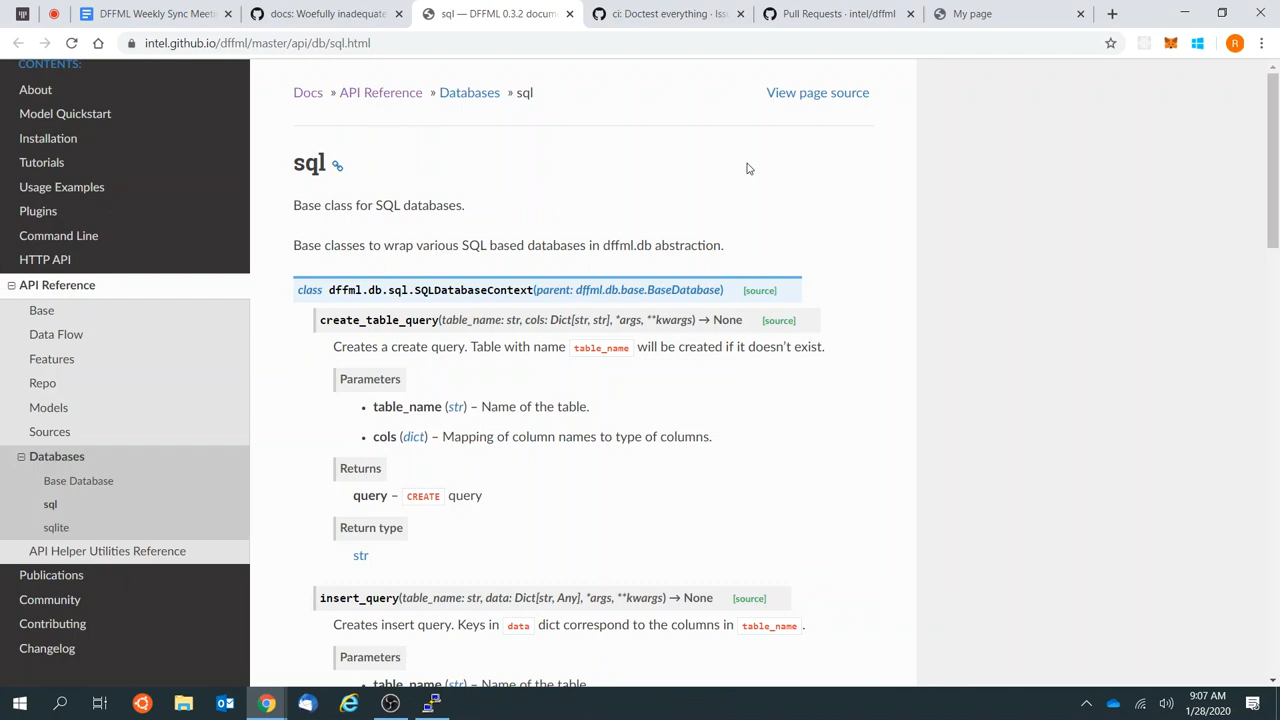 DFFML Weekly Sync Meeti
docs: Woefully inadequate
sql — DFFML 0.3.2 docum
ci: Doctest everything ·
Pull Requests · intel/dffml
My page
intel.github.io/dffml/master/api/db/sql.html
R
CONTENTS:
About
Model Quickstart
Installation
Tutorials
Usage Examples
Plugins
Command Line
HTTP API
API Reference
Base
Data Flow
Features
Repo
Models
Sources
Databases
Base Database
sql
sqlite
API Helper Utilities Reference
Publications
Community
Contributing
Changelog
Docs » API Reference » Databases » sql
View page source
sql
Base class for SQL databases.
Base classes to wrap various SQL based databases in dffml.db abstraction.
class dffml.db.sql.SQLDatabaseContext(parent: dffml.db.base.BaseDatabase) [source]
create_table_query(table_name: str, cols: Dict[str, str], *args, **kwargs) → None [source]
Creates a create query. Table with name table_name will be created if it doesn't exist.
Parameters
• table_name (str) – Name of the table.
• cols (dict) – Mapping of column names to type of columns.
Returns
query – CREATE query
Return type
str
insert_query(table_name: str, data: Dict[str, Any], *args, **kwargs) → None [source]
Creates insert query. Keys in data dict correspond to the columns in table_name.
Parameters
• table_name (str) – Name of the table.
9:07 AM
1/28/2020